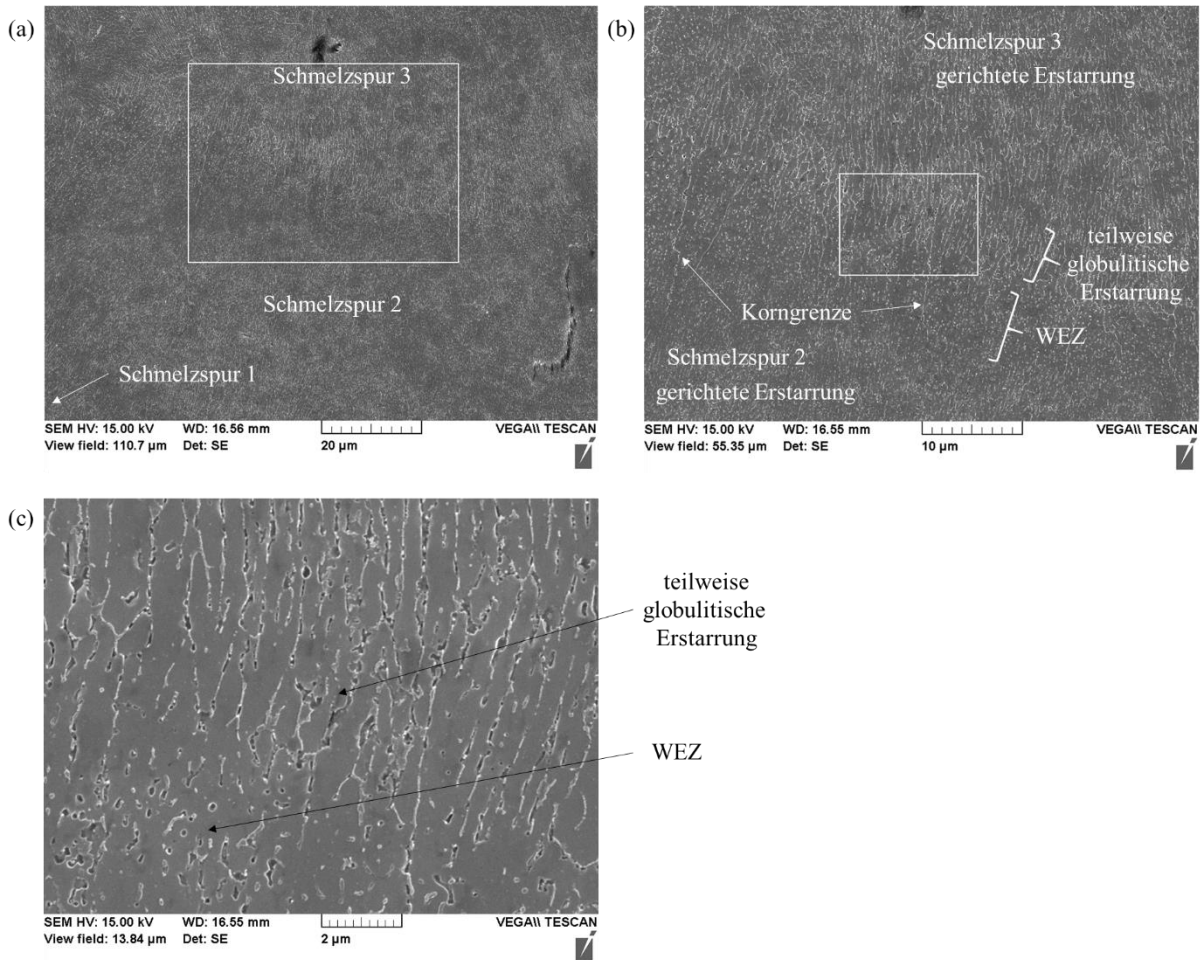 (a)
Schmelzspur 3
Schmelzspur 2
Schmelzspur 1
SEM HV: 15.00 kV WD: 16.56 mm VEGA\\ TESCAN
View field: 110.7 µm Det: SE 20 µm
(b)
Schmelzspur 3
gerichtete Erstarrung
teilweise
globulitische
Erstarrung
Korngrenze
WEZ
Schmelzspur 2
gerichtete Erstarrung
SEM HV: 15.00 kV WD: 16.55 mm VEGA\\ TESCAN
View field: 55.35 µm Det: SE 10 µm
(c)
teilweise
globulitische
Erstarrung
WEZ
SEM HV: 15.00 kV WD: 16.55 mm VEGA\\ TESCAN
View field: 13.84 µm Det: SE 2 µm